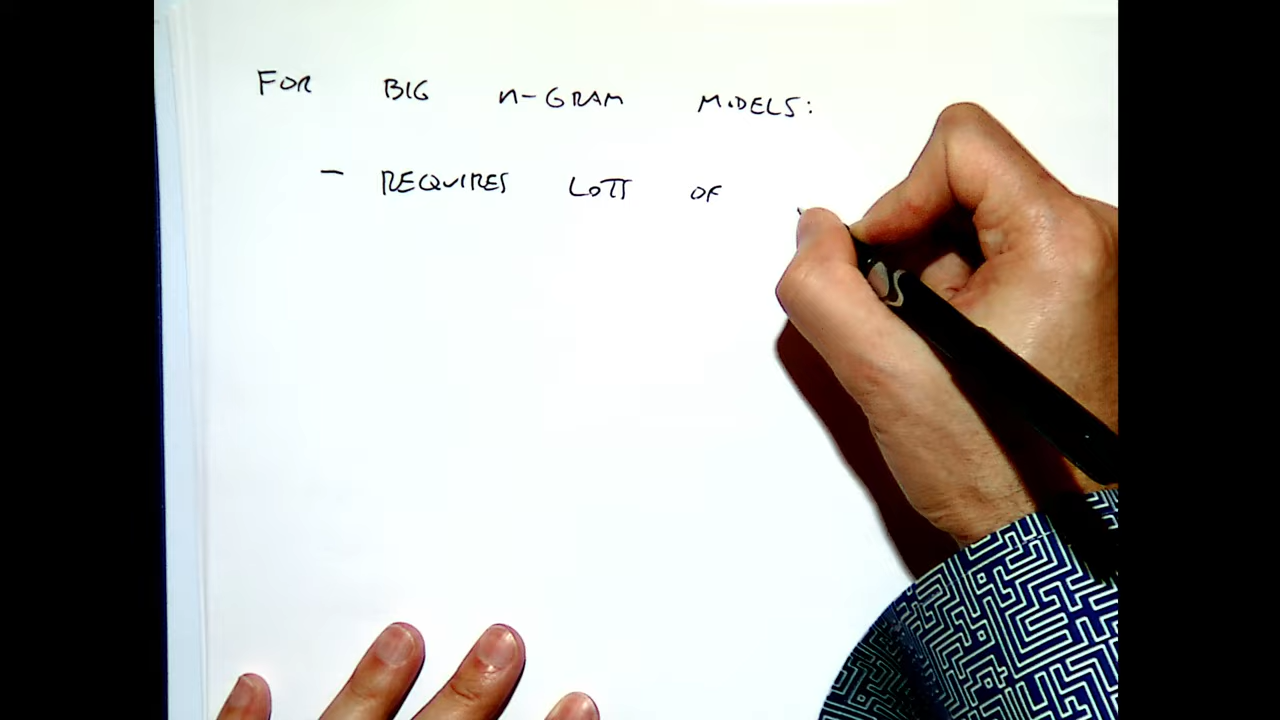 FOR BIG n-GRAM MODELS:
- REQUIRES LOTS OF